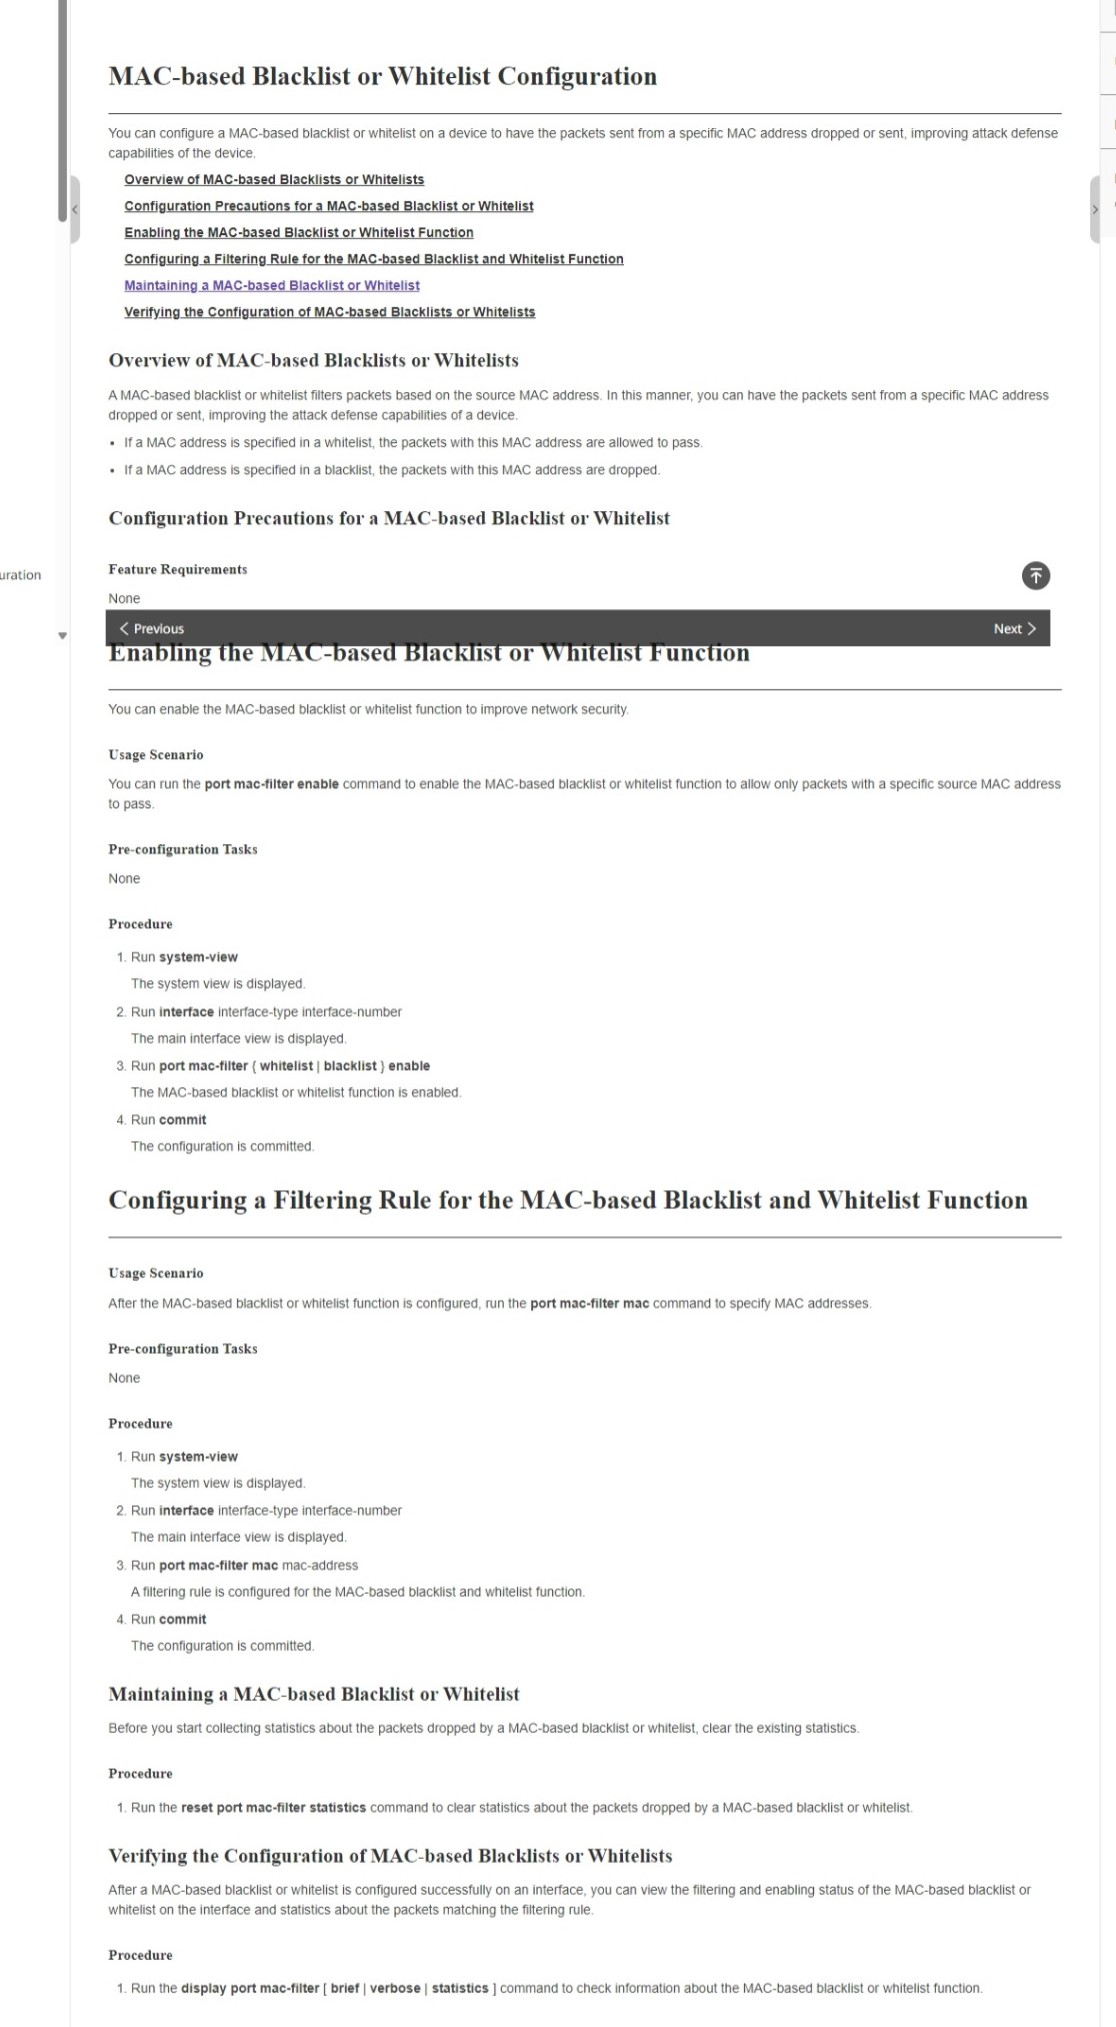 MAC-based Blacklist or Whitelist Configuration
You can configure a MAC-based blacklist or whitelist on a device to have the packets sent from a specific MAC address dropped or sent, improving attack defense
capabilities of the device.
Overview of MAC-based Blacklists or Whitelists
Configuration Precautions for a MAC-based Blacklist or Whitelist
Enabling the MAC-based Blacklist or Whitelist Function
Configuring a Filtering Rule for the MAC-based Blacklist and Whitelist Function
Maintaining a MAC-based Blacklist or Whitelist
Verifying the Configuration of MAC-based Blacklists or Whitelists
Overview of MAC-based Blacklists or Whitelists
A MAC-based blacklist or whitelist filters packets based on the source MAC address. In this manner, you can have the packets sent from a specific MAC address
dropped or sent, improving the attack defense capabilities of a device.
• If a MAC address is specified in a whitelist, the packets with this MAC address are allowed to pass.
• If a MAC address is specified in a blacklist, the packets with this MAC address are dropped.
Configuration Precautions for a MAC-based Blacklist or Whitelist
Feature Requirements
uration
None
Previous
Next
Enabling the MAC-based Blacklist or Whitelist Function
You can enable the MAC-based blacklist or whitelist function to improve network security.
Usage Scenario
You can run the port mac-filter enable command to enable the MAC-based blacklist or whitelist function to allow only packets with a specific source MAC address
to pass.
Pre-configuration Tasks
None
Procedure
1. Run system-view
The system view is displayed.
2. Run interface interface-type interface-number
The main interface view is displayed.
3. Run port mac-filter { whitelist | blacklist } enable
The MAC-based blacklist or whitelist function is enabled.
4. Run commit
The configuration is committed.
Configuring a Filtering Rule for the MAC-based Blacklist and Whitelist Function
Usage Scenario
After the MAC-based blacklist or whitelist function is configured, run the port mac-filter mac command to specify MAC addresses.
Pre-configuration Tasks
None
Procedure
1. Run system-view
The system view is displayed.
2. Run interface interface-type interface-number
The main interface view is displayed.
3. Run port mac-filter mac mac-address
A filtering rule is configured for the MAC-based blacklist and whitelist function.
4. Run commit
The configuration is committed.
Maintaining a MAC-based Blacklist or Whitelist
Before you start collecting statistics about the packets dropped by a MAC-based blacklist or whitelist, clear the existing statistics.
Procedure
1. Run the reset port mac-filter statistics command to clear statistics about the packets dropped by a MAC-based blacklist or whitelist.
Verifying the Configuration of MAC-based Blacklists or Whitelists
After a MAC-based blacklist or whitelist is configured successfully on an interface, you can view the filtering and enabling status of the MAC-based blacklist or
whitelist on the interface and statistics about the packets matching the filtering rule.
Procedure
1. Run the display port mac-filter [ brief | verbose | statistics ] command to check information about the MAC-based blacklist or whitelist function.